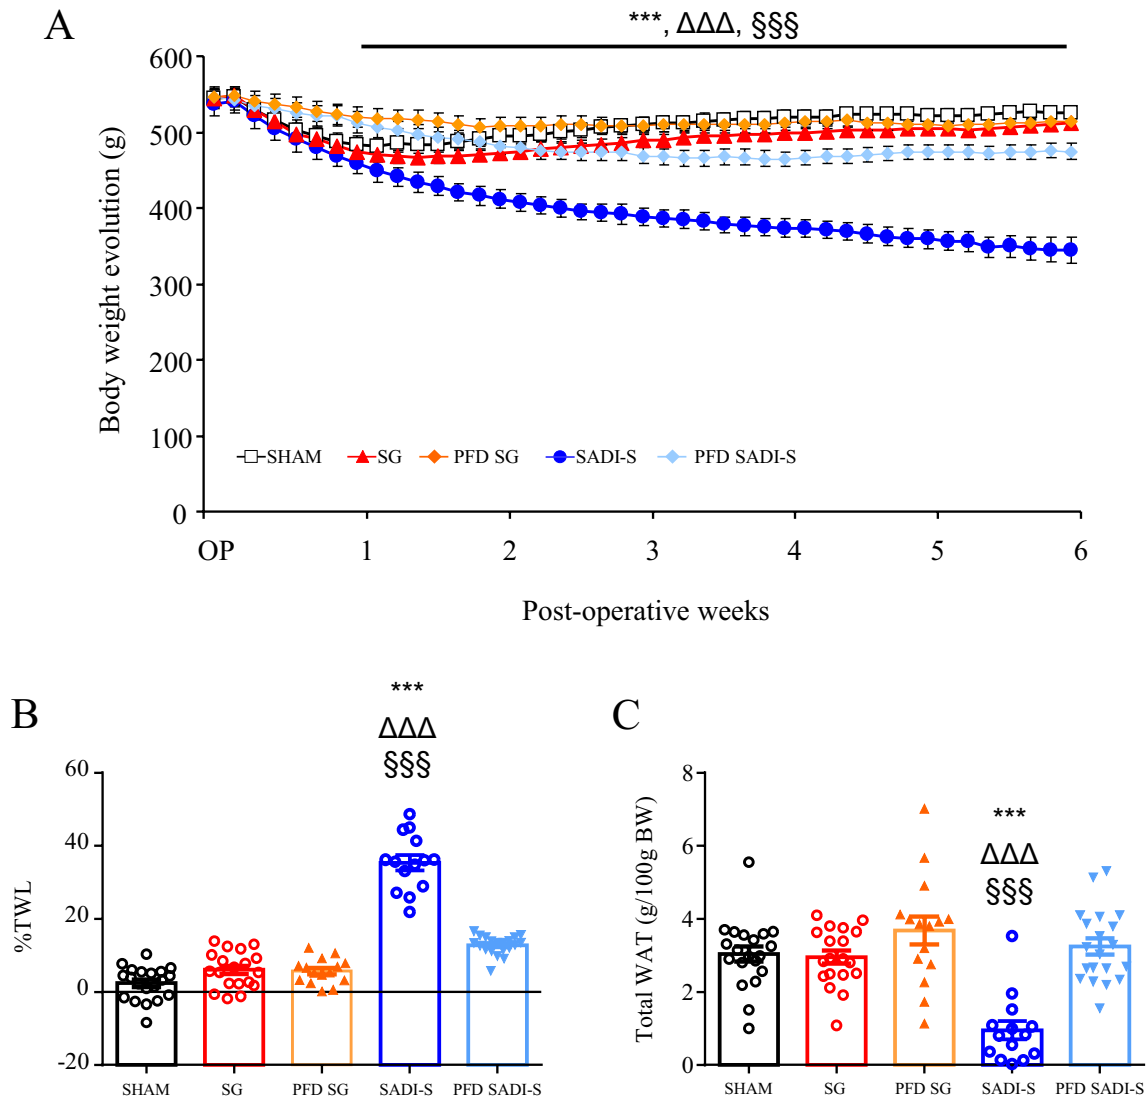 A
***, ΔΔΔ, §§§
600
500
400
300
200
100
0
Body weight evolution (g)
SHAM SG PFD SG SADI-S PFD SADI-S
OP 1 2 3 4 5 6
Post-operative weeks
B
***
ΔΔΔ
§§§
60
40
20
0
-20
%TWL
SHAM SG PFD SG SADI-S PFD SADI-S
C
***
ΔΔΔ
§§§
8
6
4
2
0
Total WAT (g/100g BW)
SHAM SG PFD SG SADI-S PFD SADI-S